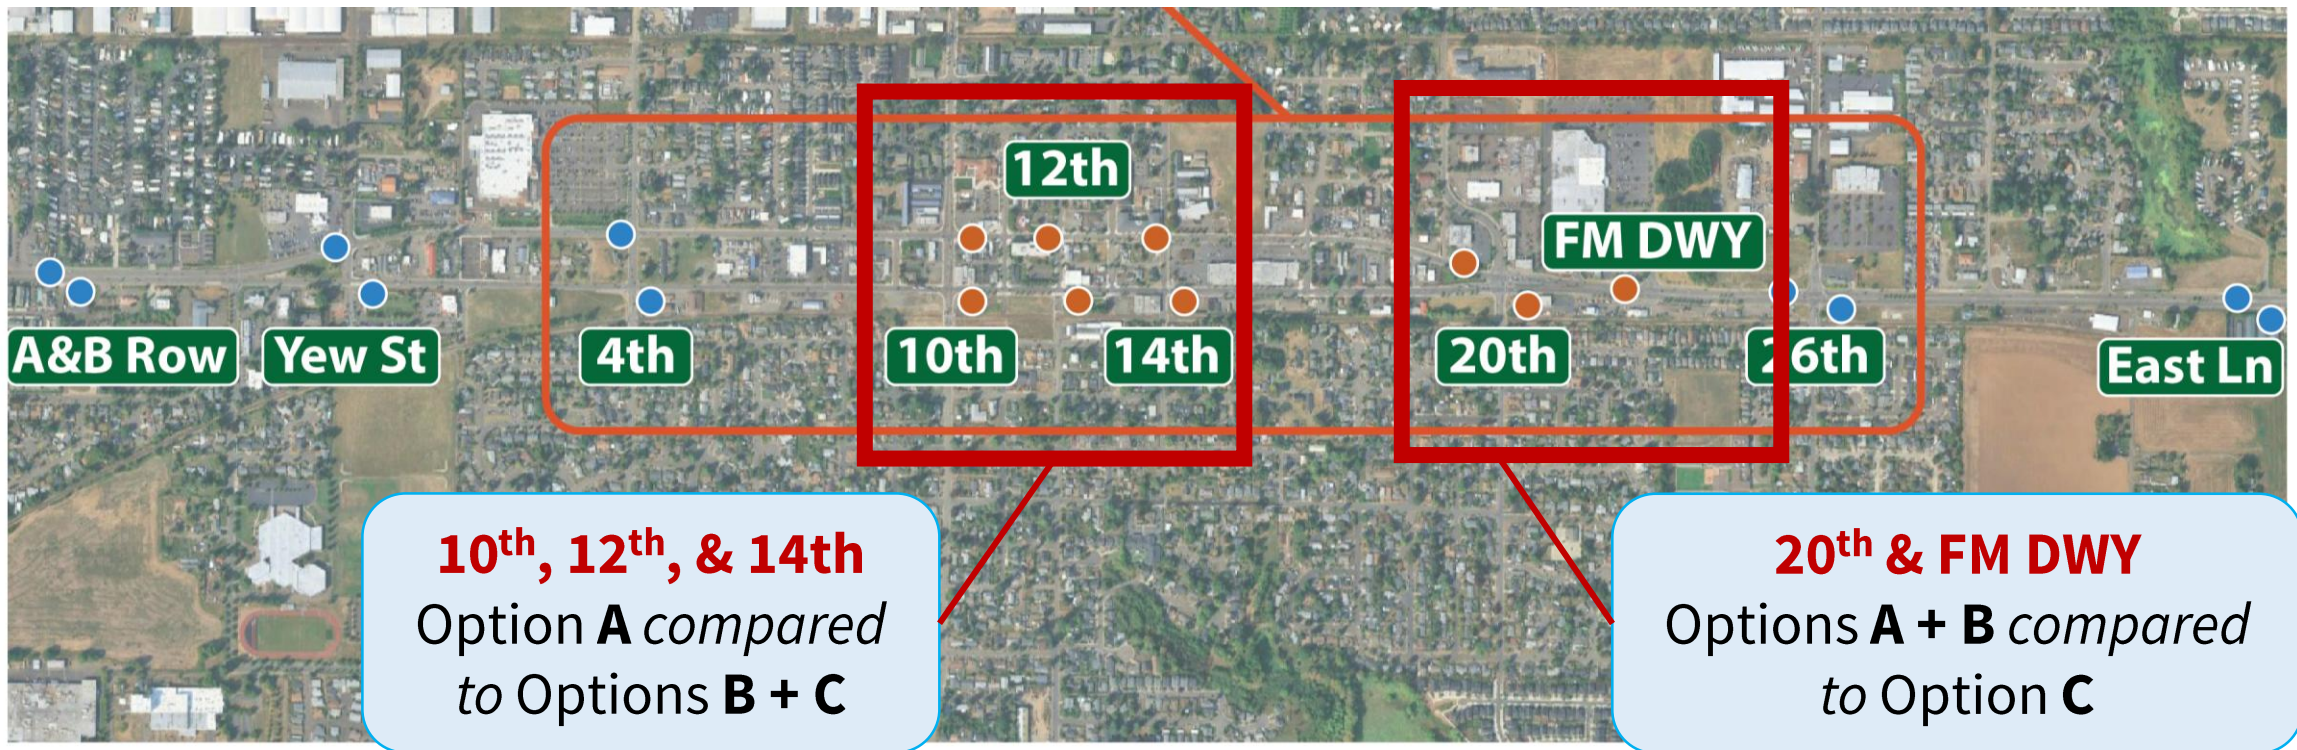 12th
FM DWY
A&B Row
Yew St
4th
10th
14th
20th
26th
East Ln
10th, 12th, & 14th
Option A compared
to Options B + C
20th & FM DWY
Options A + B compared
to Option C